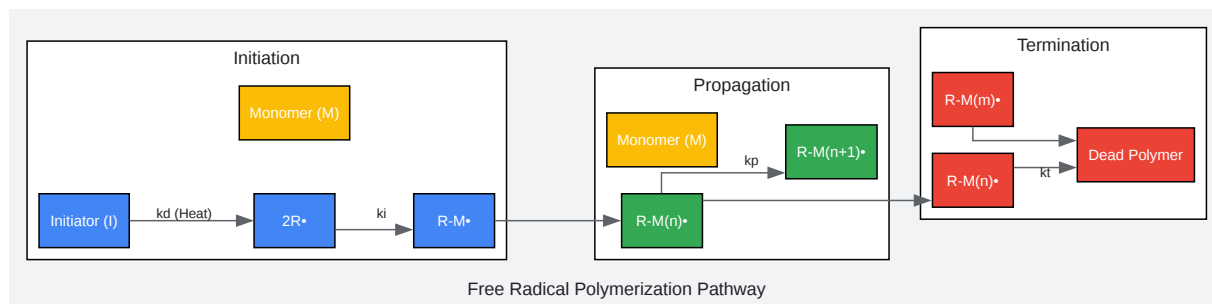 Initiation
Monomer (M)
Initiator (I)
kd (Heat)
2R•
ki
R-M•
Propagation
Monomer (M)
R-M(n+1)•
kp
R-M(n)•
Termination
R-M(m)•
Dead Polymer
R-M(n)•
kt
Free Radical Polymerization Pathway